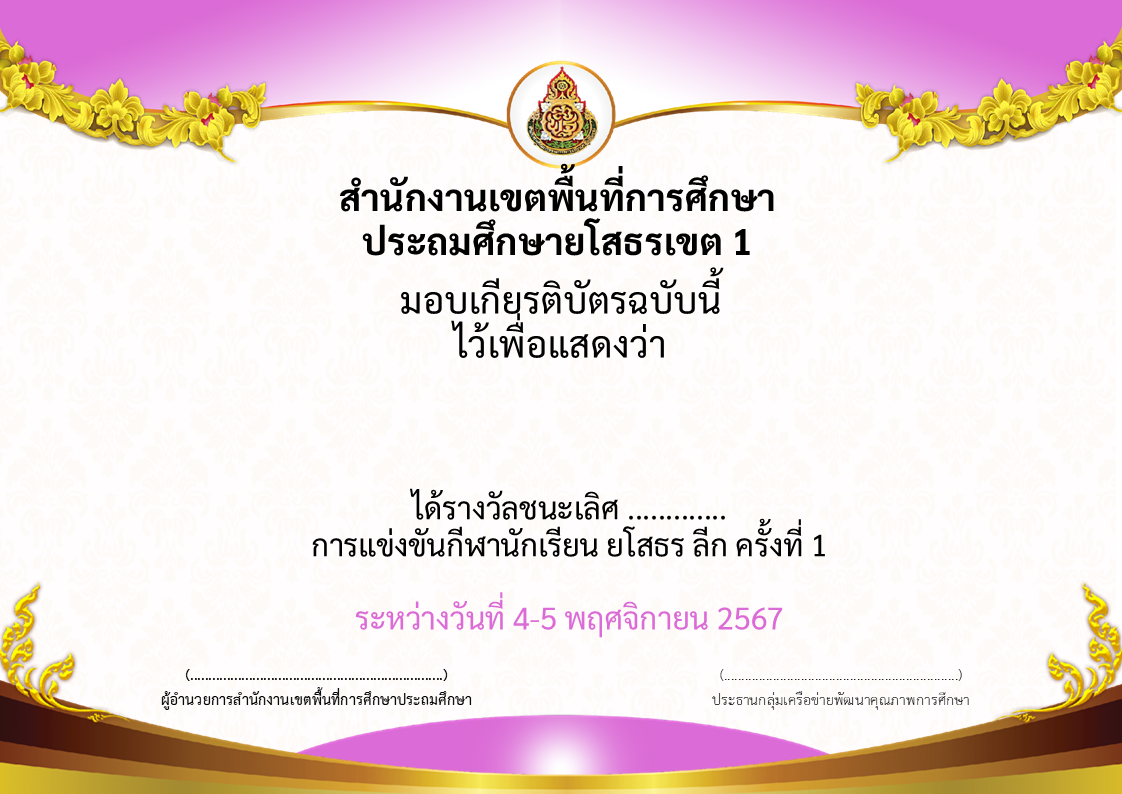 สำนักงานเขตพื้นที่การศึกษา
ประถมศึกษายโสธรเขต 1
มอบเกียรติบัตรฉบับนี้
ไว้เพื่อแสดงว่า
ได้รางวัลชนะเลิศ .............
การแข่งขันกีฬานักเรียน ยโสธร ลีก ครั้งที่ 1
ระหว่างวันที่ 4-5 พฤศจิกายน 2567
(......................................................................) (......................................................................)
ผู้อำนวยการสำนักงานเขตพื้นที่การศึกษาประถมศึกษา ประธานกลุ่มเครือข่ายพัฒนาคุณภาพการศึกษา